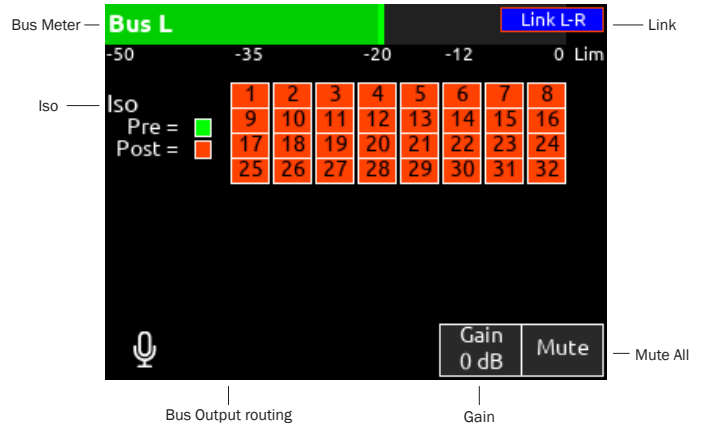 Bus Meter
Bus L
Link L-R
Link
-50 -35 -20 -12 0 Lim
Iso
Iso
Pre =
Post =
1 2 3 4 5 6 7 8
9 10 11 12 13 14 15 16
17 18 19 20 21 22 23 24
25 26 27 28 29 30 31 32
Gain
0 dB
Mute
Mute All
Bus Output routing
Gain